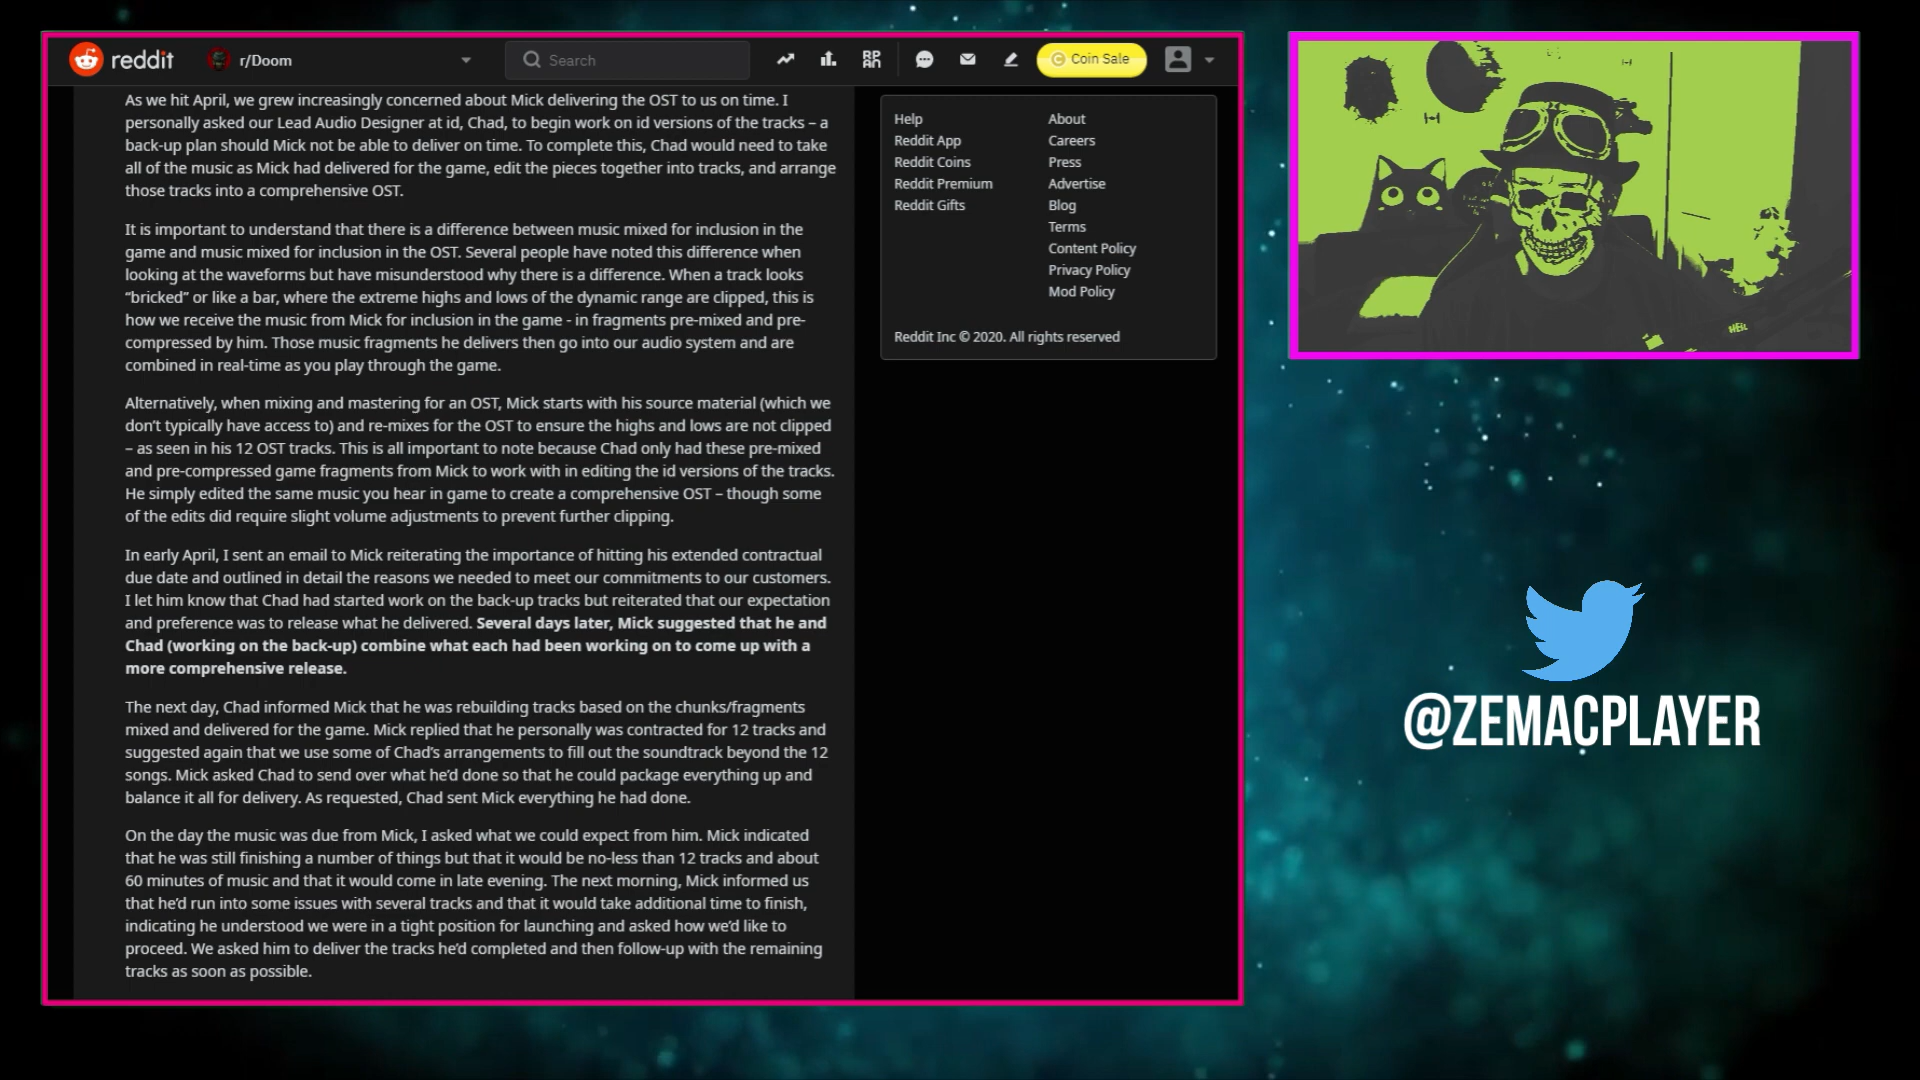 reddit
r/Doom
Search
Coin Sale
As we hit April, we grew increasingly concerned about Mick delivering the OST to us on time. I
personally asked our Lead Audio Designer at id, Chad, to begin work on id versions of the tracks – a
back-up plan should Mick not be able to deliver on time. To complete this, Chad would need to take
all of the music as Mick had delivered for the game, edit the pieces together into tracks, and arrange
those tracks into a comprehensive OST.
It is important to understand that there is a difference between music mixed for inclusion in the
game and music mixed for inclusion in the OST. Several people have noted this difference when
looking at the waveforms but have misunderstood why there is a difference. When a track looks
“bricked” or like a bar, where the extreme highs and lows of the dynamic range are clipped, this is
how we receive the music from Mick for inclusion in the game - in fragments pre-mixed and pre-
compressed by him. Those music fragments he delivers then go into our audio system and are
combined in real-time as you play through the game.
Alternatively, when mixing and mastering for an OST, Mick starts with his source material (which we
don’t typically have access to) and re-mixes for the OST to ensure the highs and lows are not clipped
– as seen in his 12 OST tracks. This is all important to note because Chad only had these pre-mixed
and pre-compressed game fragments from Mick to work with in editing the id versions of the tracks.
He simply edited the same music you hear in game to create a comprehensive OST – though some
of the edits did require slight volume adjustments to prevent further clipping.
In early April, I sent an email to Mick reiterating the importance of hitting his extended contractual
due date and outlined in detail the reasons we needed to meet our commitments to our customers.
I let him know that Chad had started work on the back-up tracks but reiterated that our expectation
and preference was to release what he delivered. Several days later, Mick suggested that he and
Chad (working on the back-up) combine what each had been working on to come up with a
more comprehensive release.
The next day, Chad informed Mick that he was rebuilding tracks based on the chunks/fragments
mixed and delivered for the game. Mick replied that he personally was contracted for 12 tracks and
suggested again that we use some of Chad’s arrangements to fill out the soundtrack beyond the 12
songs. Mick asked Chad to send over what he’d done so that he could package everything up and
balance it all for delivery. As requested, Chad sent Mick everything he had done.
On the day the music was due from Mick, I asked what we could expect from him. Mick indicated
that he was still finishing a number of things but that it would be no-less than 12 tracks and about
60 minutes of music and that it would come in late evening. The next morning, Mick informed us
that he’d run into some issues with several tracks and that it would take additional time to finish,
indicating he understood we were in a tight position for launching and asked how we’d like to
proceed. We asked him to deliver the tracks he’d completed and then follow-up with the remaining
tracks as soon as possible.
Help
Reddit App
Reddit Coins
Reddit Premium
Reddit Gifts
About
Careers
Press
Advertise
Blog
Terms
Content Policy
Privacy Policy
Mod Policy
Reddit Inc © 2020. All rights reserved
@ZEMACPLAYER